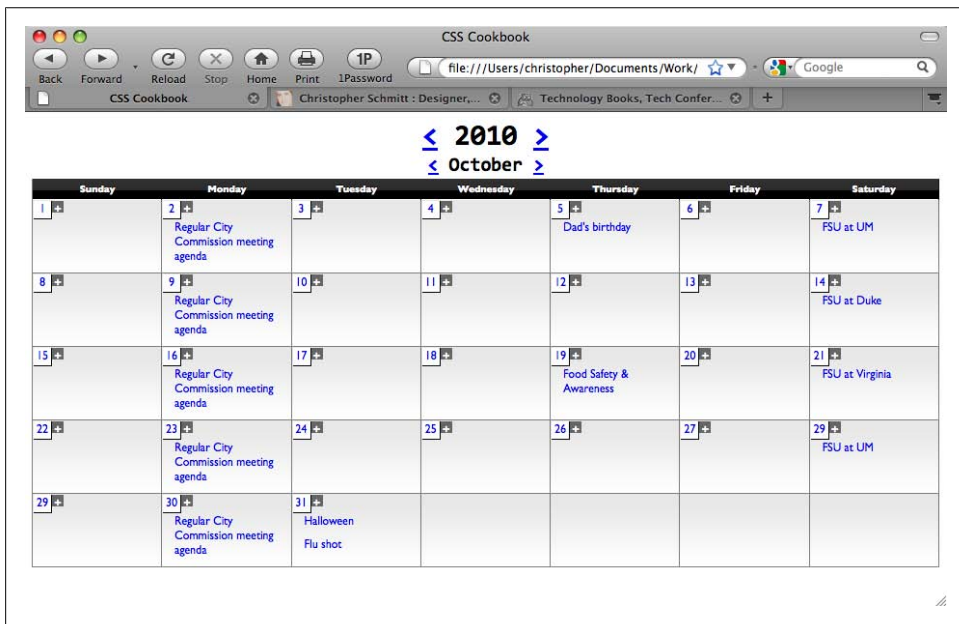 CSS Cookbook
1P
file:///Users/christopher/Documents/Work/
Google
Back Forward Reload Stop Home Print 1Password
CSS Cookbook Christopher Schmitt : Designer,... Technology Books, Tech Confer... +
< 2010 >
< October >
Sunday Monday Tuesday Wednesday Thursday Friday Saturday
1 + 2 + 3 + 4 + 5 + 6 + 7 +
Regular City Dad's birthday FSU at UM
Commission meeting
agenda
8 + 9 + 10 + 11 + 12 + 13 + 14 +
Regular City FSU at Duke
Commission meeting
agenda
15 + 16 + 17 + 18 + 19 + 20 + 21 +
Regular City Food Safety & FSU at Virginia
Commission meeting Awareness
agenda
22 + 23 + 24 + 25 + 26 + 27 + 29 +
Regular City FSU at UM
Commission meeting
agenda
29 + 30 + 31 +
Regular City Halloween
Commission meeting
agenda Flu shot